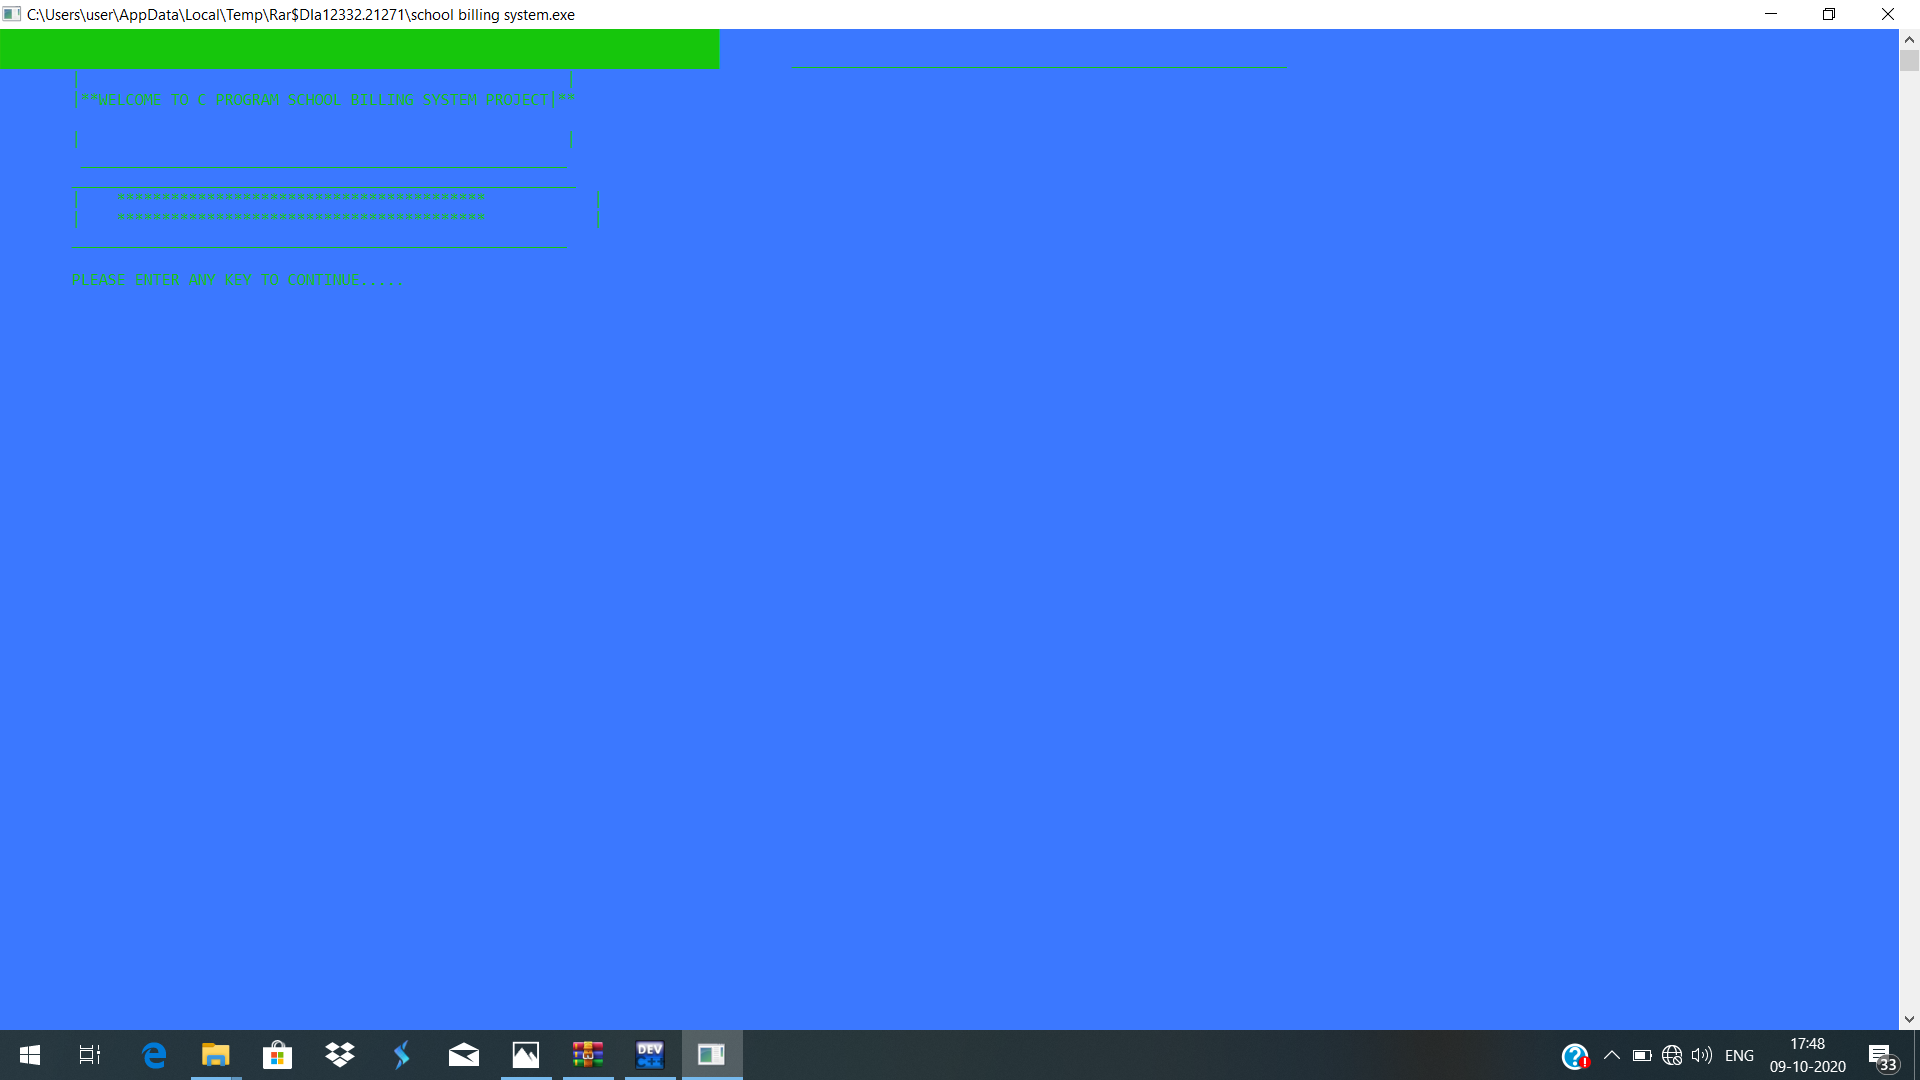 C:\Users\user\AppData\Local\Temp\Rar$DIa12332.21271\school billing system.exe
|***WELCOME TO C PROGRAM SCHOOL BILLING SYSTEM PROJECT|**
PLEASE ENTER ANY KEY TO CONTINUE.....
DEV
C++
ENG
17:48
09-10-2020
33